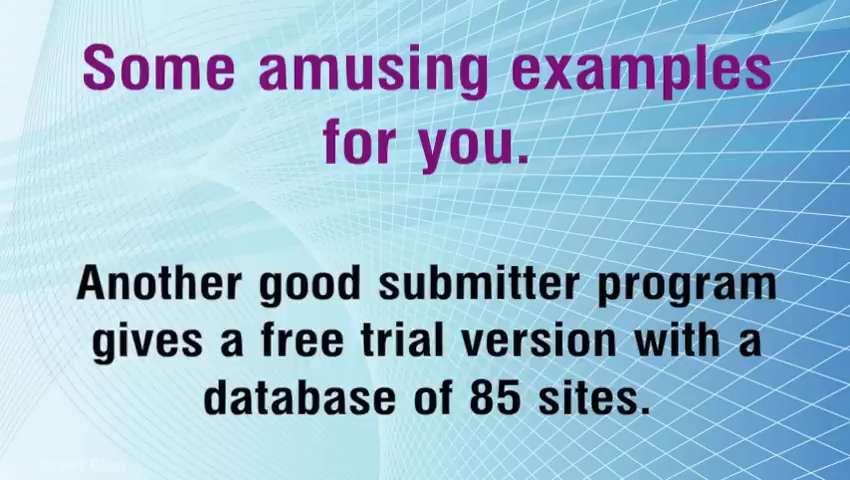 Some amusing examples
for you.
Another good submitter program
gives a free trial version with a
database of 85 sites.